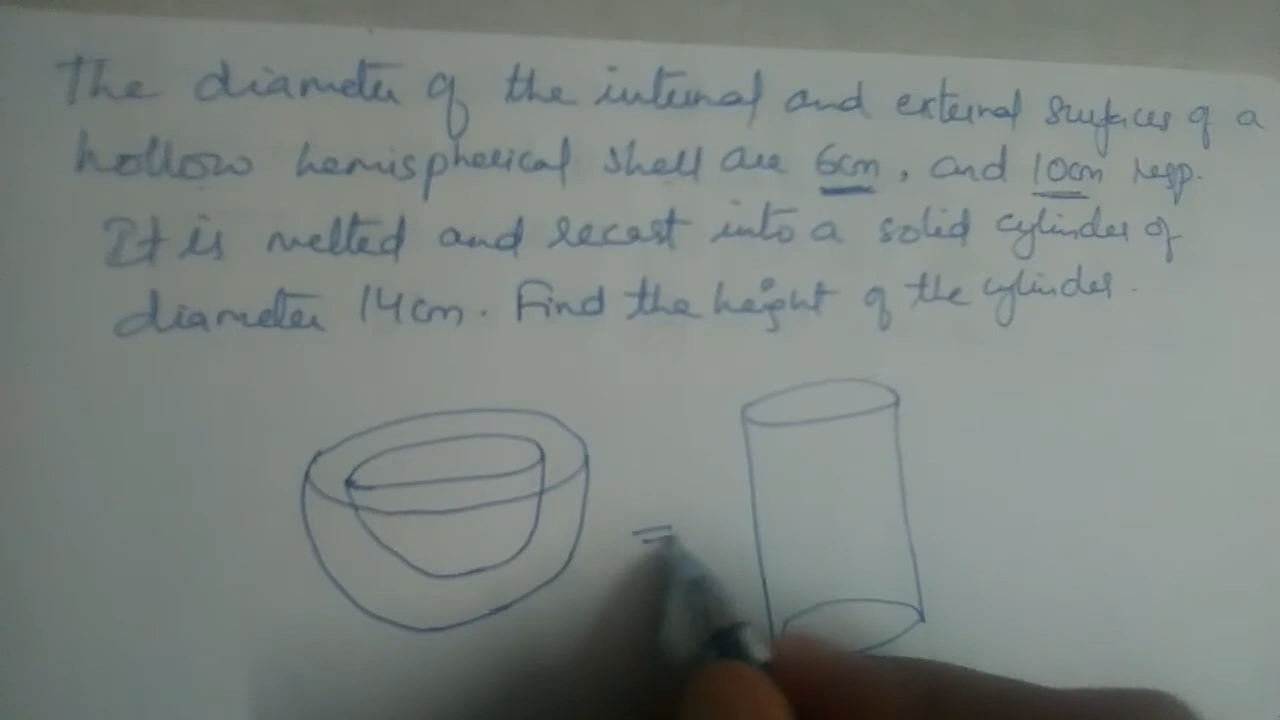 The diameter of the internal and external surfaces of a
hollow hemispherical shell are 6cm, and 10cm resp.
It is melted and recast into a solid cylinder of
diameter 14cm. Find the height of the cylinder.
=